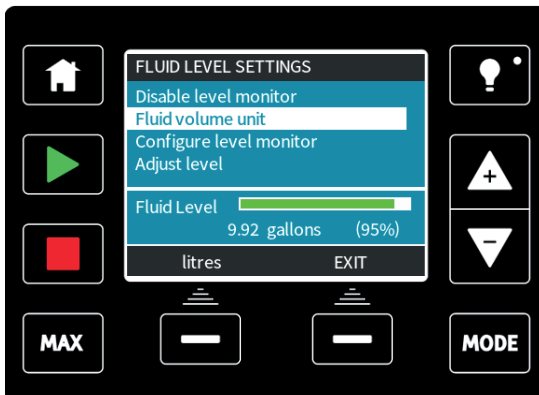 FLUID LEVEL SETTINGS
Disable level monitor
Fluid volume unit
Configure level monitor
Adjust level
Fluid Level
9.92 gallons (95%)
litres EXIT
+
-
MAX
MODE